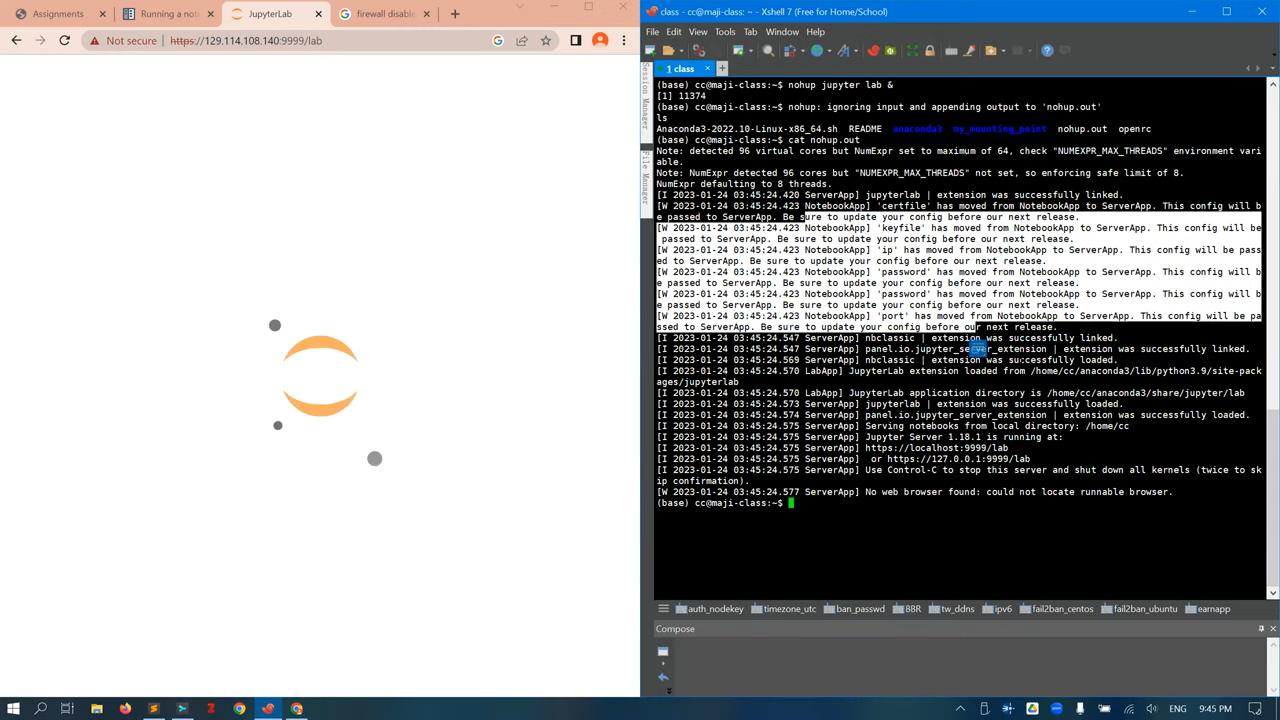 Assignments
Running a note
JupyterLab
firewall disable
Not secure
https://129.114.108.140:9999/lab
class - cc@maji-class: ~ - Xshell 7 (Free for Home/School)
File Edit View Tools Tab Window Help
1 class
Session Manager
File Manager
(base) cc@maji-class:~$ nohup jupyter lab &
[1] 11374
(base) cc@maji-class:~$ nohup: ignoring input and appending output to 'nohup.out'
ls
Anaconda3-2022.10-Linux-x86_64.sh README anaconda3 my_mounting_point nohup.out openrc
(base) cc@maji-class:~$ cat nohup.out
Note: detected 96 virtual cores but NumExpr set to maximum of 64, check "NUMEXPR_MAX_THREADS" environment vari
able.
Note: NumExpr detected 96 cores but "NUMEXPR_MAX_THREADS" not set, so enforcing safe limit of 8.
NumExpr defaulting to 8 threads.
[I 2023-01-24 03:45:24.420 ServerApp] jupyterlab | extension was successfully linked.
[W 2023-01-24 03:45:24.423 NotebookApp] 'certfile' has moved from NotebookApp to ServerApp. This config will b
e passed to ServerApp. Be sure to update your config before our next release.
[W 2023-01-24 03:45:24.423 NotebookApp] 'keyfile' has moved from NotebookApp to ServerApp. This config will be
passed to ServerApp. Be sure to update your config before our next release.
[W 2023-01-24 03:45:24.423 NotebookApp] 'ip' has moved from NotebookApp to ServerApp. This config will be pass
ed to ServerApp. Be sure to update your config before our next release.
[W 2023-01-24 03:45:24.423 NotebookApp] 'password' has moved from NotebookApp to ServerApp. This config will b
e passed to ServerApp. Be sure to update your config before our next release.
[W 2023-01-24 03:45:24.423 NotebookApp] 'password' has moved from NotebookApp to ServerApp. This config will b
e passed to ServerApp. Be sure to update your config before our next release.
[W 2023-01-24 03:45:24.423 NotebookApp] 'port' has moved from NotebookApp to ServerApp. This config will be pa
ssed to ServerApp. Be sure to update your config before our next release.
[I 2023-01-24 03:45:24.547 ServerApp] nbclassic | extension was successfully linked.
[I 2023-01-24 03:45:24.547 ServerApp] panel.io.jupyter_server_extension | extension was successfully linked.
[I 2023-01-24 03:45:24.569 ServerApp] nbclassic | extension was successfully loaded.
[I 2023-01-24 03:45:24.570 LabApp] JupyterLab extension loaded from /home/cc/anaconda3/lib/python3.9/site-pack
ages/jupyterlab
[I 2023-01-24 03:45:24.570 LabApp] JupyterLab application directory is /home/cc/anaconda3/share/jupyter/lab
[I 2023-01-24 03:45:24.573 ServerApp] jupyterlab | extension was successfully loaded.
[I 2023-01-24 03:45:24.575 ServerApp] panel.io.jupyter_server_extension | extension was successfully loaded.
[I 2023-01-24 03:45:24.575 ServerApp] Serving notebooks from local directory: /home/cc
[I 2023-01-24 03:45:24.575 ServerApp] Jupyter Server 1.18.1 is running at:
[I 2023-01-24 03:45:24.575 ServerApp] https://localhost:9999/lab
[I 2023-01-24 03:45:24.575 ServerApp] or https://127.0.0.1:9999/lab
[I 2023-01-24 03:45:24.575 ServerApp] Use Control-C to stop this server and shut down all kernels (twice to sk
ip confirmation).
[W 2023-01-24 03:45:24.577 ServerApp] No web browser found: could not locate runnable browser.
(base) cc@maji-class:~$
auth_nodekey timezone_utc ban_passwd BBR tw_ddns ipv6 fail2ban_centos fail2ban_ubuntu earnapp
Compose
ENG 9:45 PM